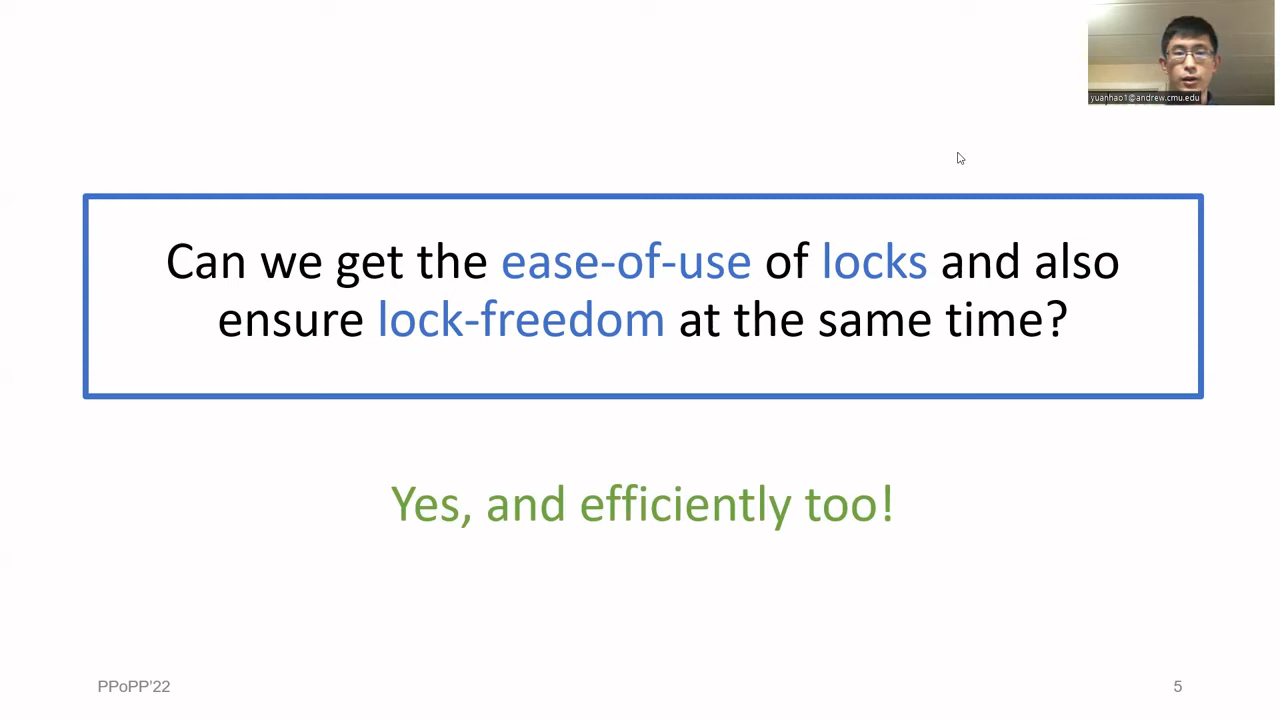 yuanhao1@andrew.cmu.edu
Can we get the ease-of-use of locks and also
ensure lock-freedom at the same time?
Yes, and efficiently too!
PPoPP’22
5